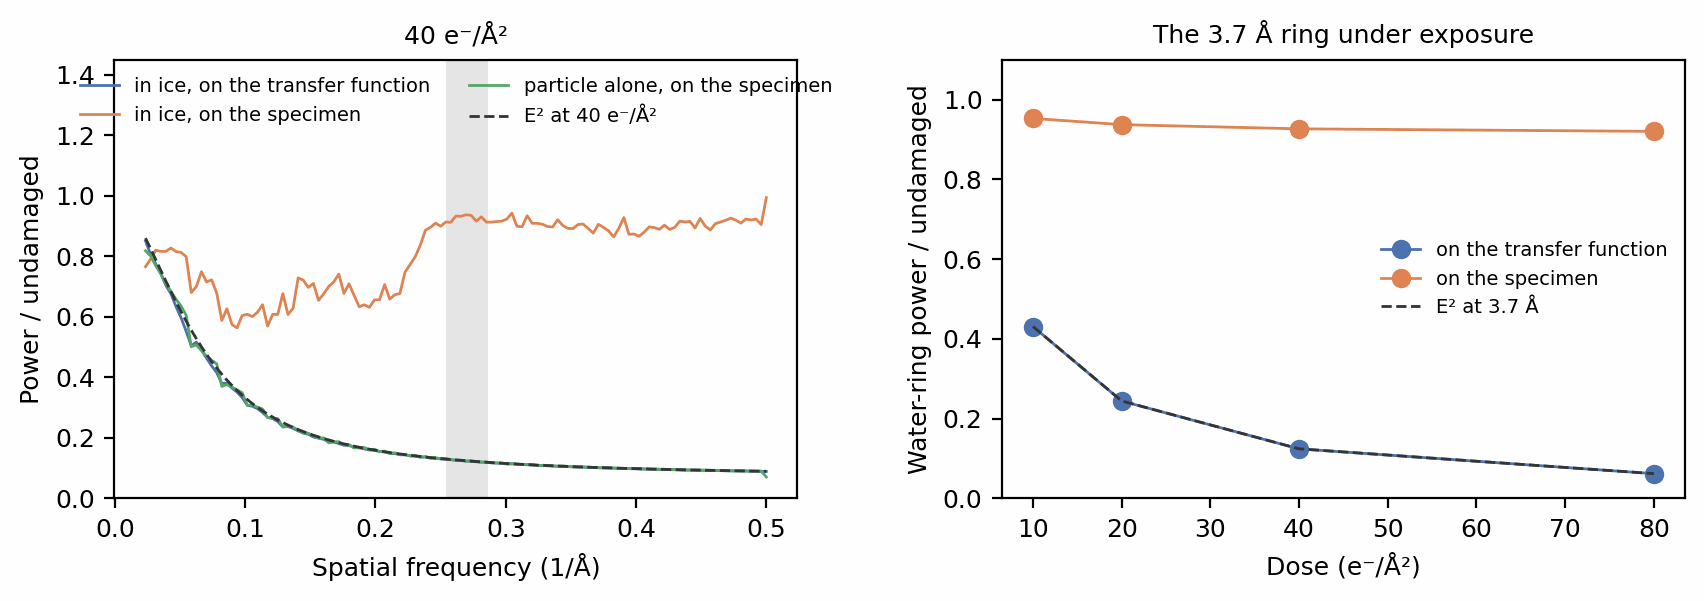 40 e⁻/Å²
in ice, on the transfer function
in ice, on the specimen
particle alone, on the specimen
E² at 40 e⁻/Å²
Power / undamaged
1.4
1.2
1.0
0.8
0.6
0.4
0.2
0.0
0.0 0.1 0.2 0.3 0.4 0.5
Spatial frequency (1/Å)
The 3.7 Å ring under exposure
Water-ring power / undamaged
1.0
0.8
0.6
0.4
0.2
0.0
on the transfer function
on the specimen
E² at 3.7 Å
10 20 30 40 50 60 70 80
Dose (e⁻/Å²)